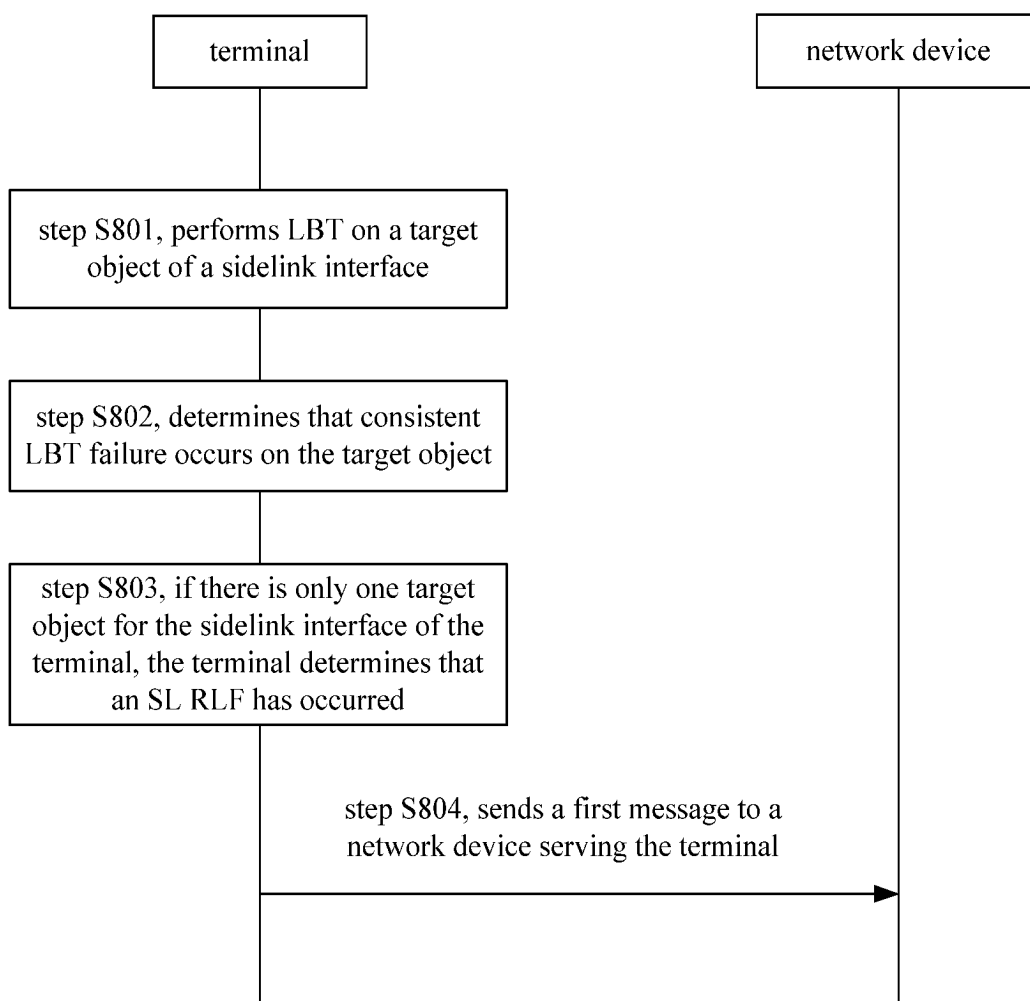 terminal
network device
step S801, performs LBT on a target
object of a sidelink interface
step S802, determines that consistent
LBT failure occurs on the target object
step S803, if there is only one target
object for the sidelink interface of the
terminal, the terminal determines that
an SL RLF has occurred
step S804, sends a first message to a
network device serving the terminal